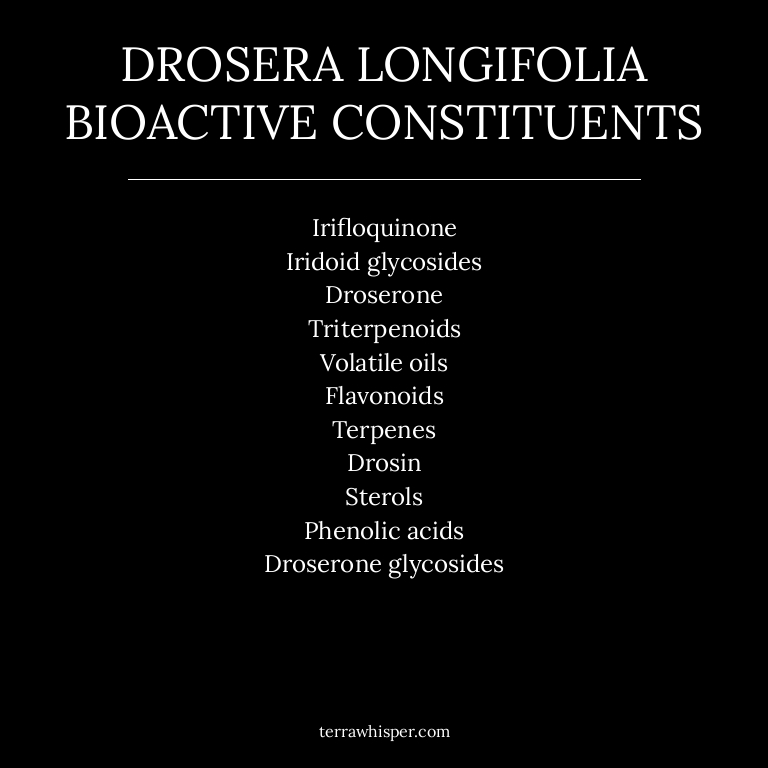 DROSERA LONGIFOLIA
BIOACTIVE CONSTITUENTS
Irifloquinone
Iridoid glycosides
Droserone
Triterpenoids
Volatile oils
Flavonoids
Terpenes
Drosin
Sterols
Phenolic acids
Droserone glycosides
terrawhisper.com